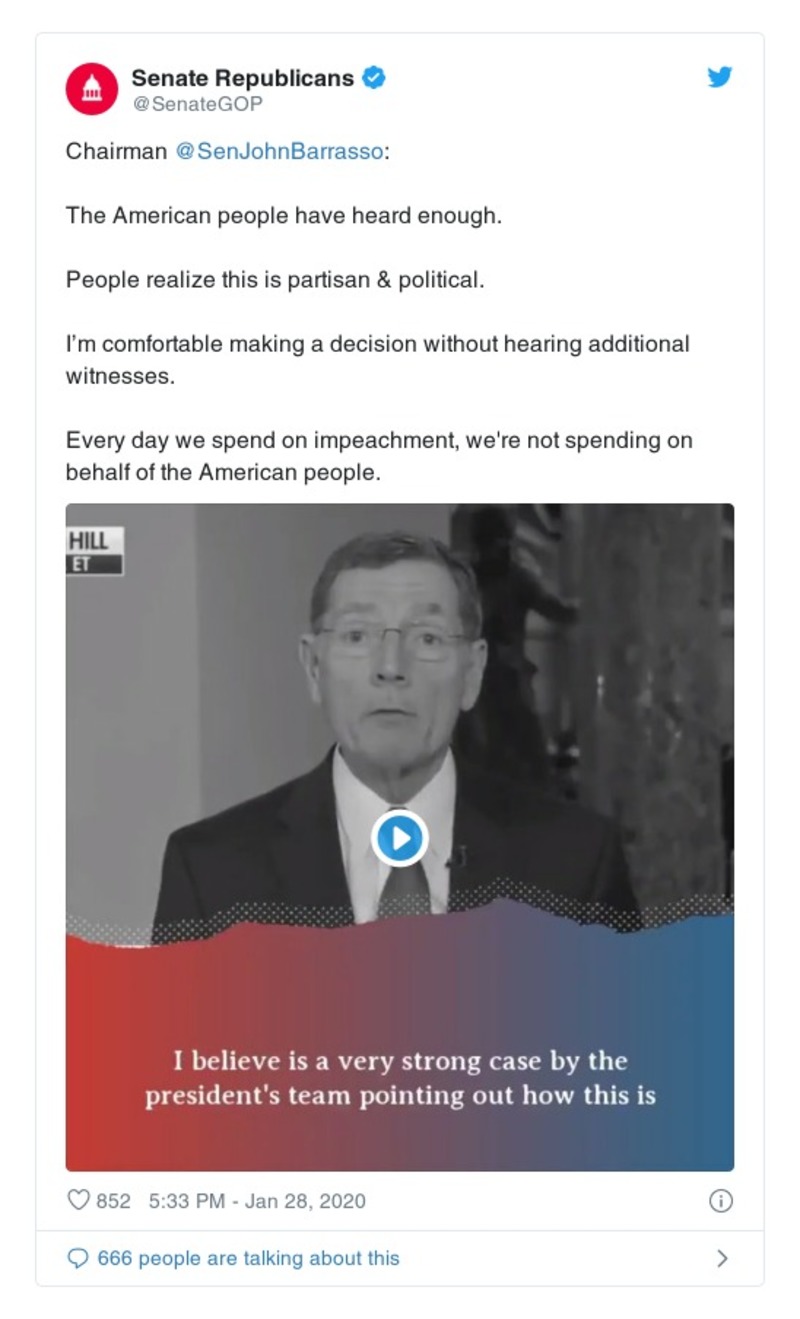 Senate Republicans
@SenateGOP
Chairman @SenJohnBarrasso:
The American people have heard enough.
People realize this is partisan & political.
I’m comfortable making a decision without hearing additional
witnesses.
Every day we spend on impeachment, we're not spending on
behalf of the American people.
HILL
ET
I believe is a very strong case by the
president's team pointing out how this is
852 5:33 PM - Jan 28, 2020
666 people are talking about this